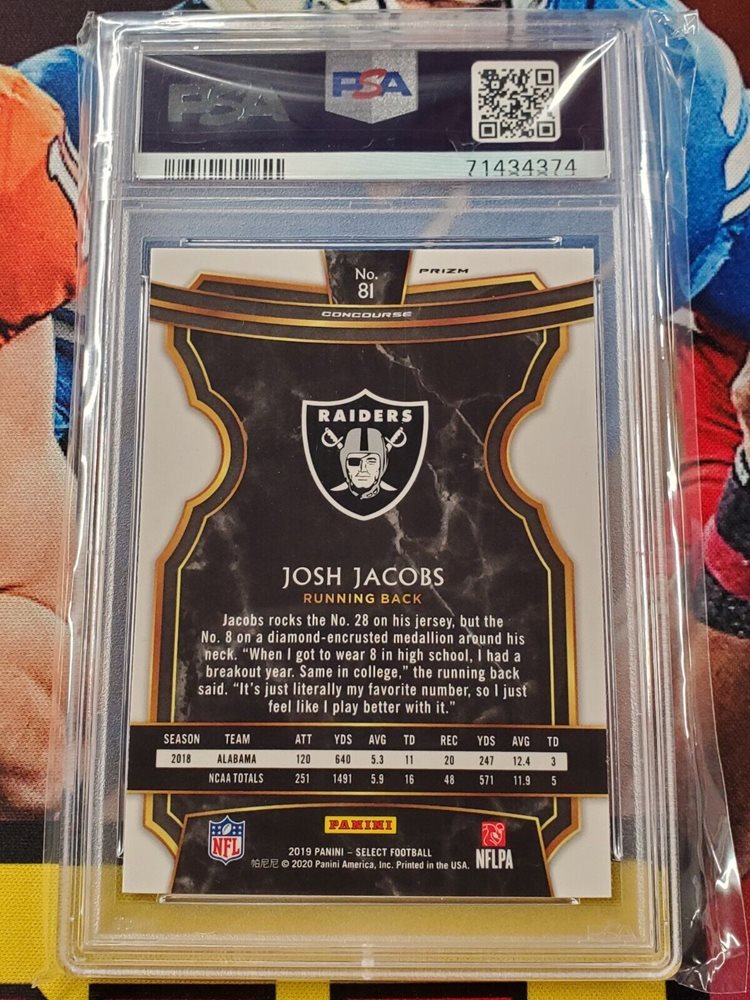 PSA PSA
71434374
No.
81
PRIZM
CONCOURSE
RAIDERS
JOSH JACOBS
RUNNING BACK
Jacobs rocks the No. 28 on his jersey, but the
No. 8 on a diamond-encrusted medallion around his
neck. “When I got to wear 8 in high school, I had a
breakout year. Same in college,” the running back
said. “It’s just literally my favorite number, so I just
feel like I play better with it.”
SEASON TEAM ATT YDS AVG TD REC YDS AVG TD
2018 ALABAMA 120 640 5.3 11 20 247 12.4 3
NCAA TOTALS 251 1491 5.9 16 48 571 11.9 5
NFL PANINI NFLPA
2019 PANINI – SELECT FOOTBALL
帕尼尼 © 2020 Panini America, Inc. Printed in the USA.